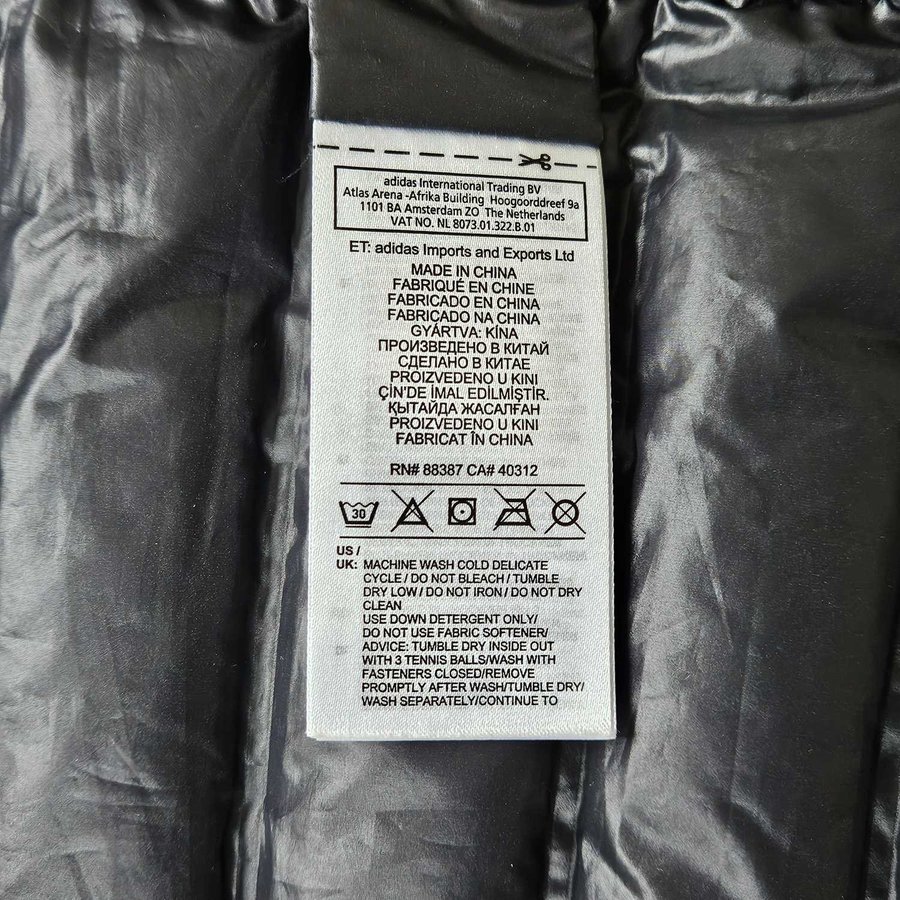 adidas International Trading BV
Atlas Arena -Afrika Building Hoogoorddreef 9a
1101 BA Amsterdam ZO The Netherlands
VAT NO. NL 8073.01.322.B.01
ET: adidas Imports and Exports Ltd
MADE IN CHINA
FABRIQUÉ EN CHINE
FABRICADO EN CHINA
FABRICADO NA CHINA
GYÁRTVA: KÍNA
ПРОИЗВЕДЕНО В КИТАЙ
СДЕЛАНО В КИТАЕ
PROIZVEDENO U KINI
ÇİN'DE İMAL EDİLMİŞTİR.
ҚЫТАЙДА ЖАСАЛҒАН
PROIZVEDENO U KINI
FABRICAT ÎN CHINA
RN# 88387 CA# 40312
30
US /
UK: MACHINE WASH COLD DELICATE
CYCLE / DO NOT BLEACH / TUMBLE
DRY LOW / DO NOT IRON / DO NOT DRY
CLEAN
USE DOWN DETERGENT ONLY/
DO NOT USE FABRIC SOFTENER/
ADVICE: TUMBLE DRY INSIDE OUT
WITH 3 TENNIS BALLS/WASH WITH
FASTENERS CLOSED/REMOVE
PROMPTLY AFTER WASH/TUMBLE DRY/
WASH SEPARATELY/CONTINUE TO